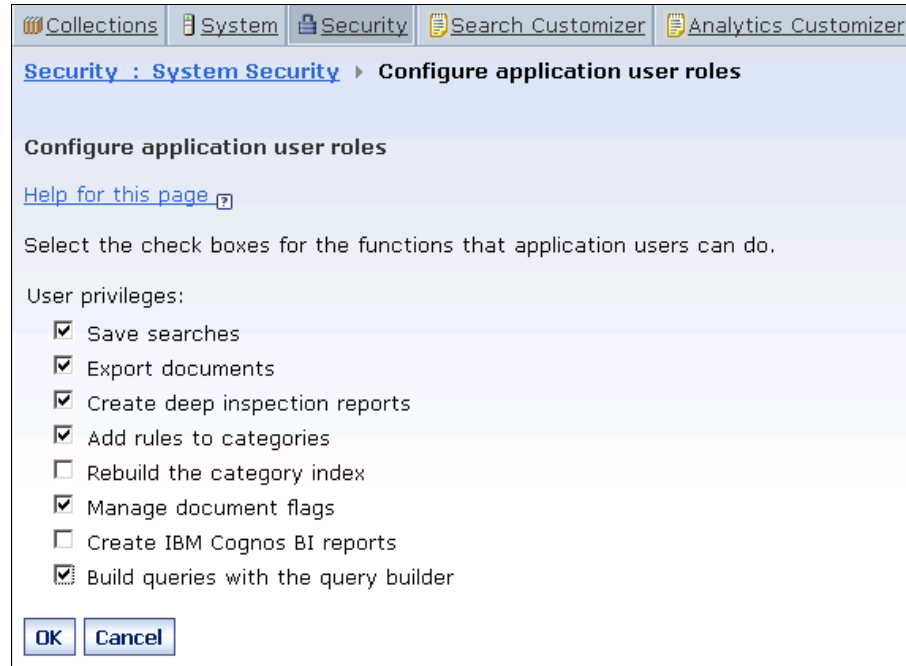 Collections System Security Search Customizer Analytics Customizer
Security : System Security Configure application user roles
Configure application user roles
Help for this page ?
Select the check boxes for the functions that application users can do.
User privileges:
Save searches
Export documents
Create deep inspection reports
Add rules to categories
Rebuild the category index
Manage document flags
Create IBM Cognos BI reports
Build queries with the query builder
OK Cancel